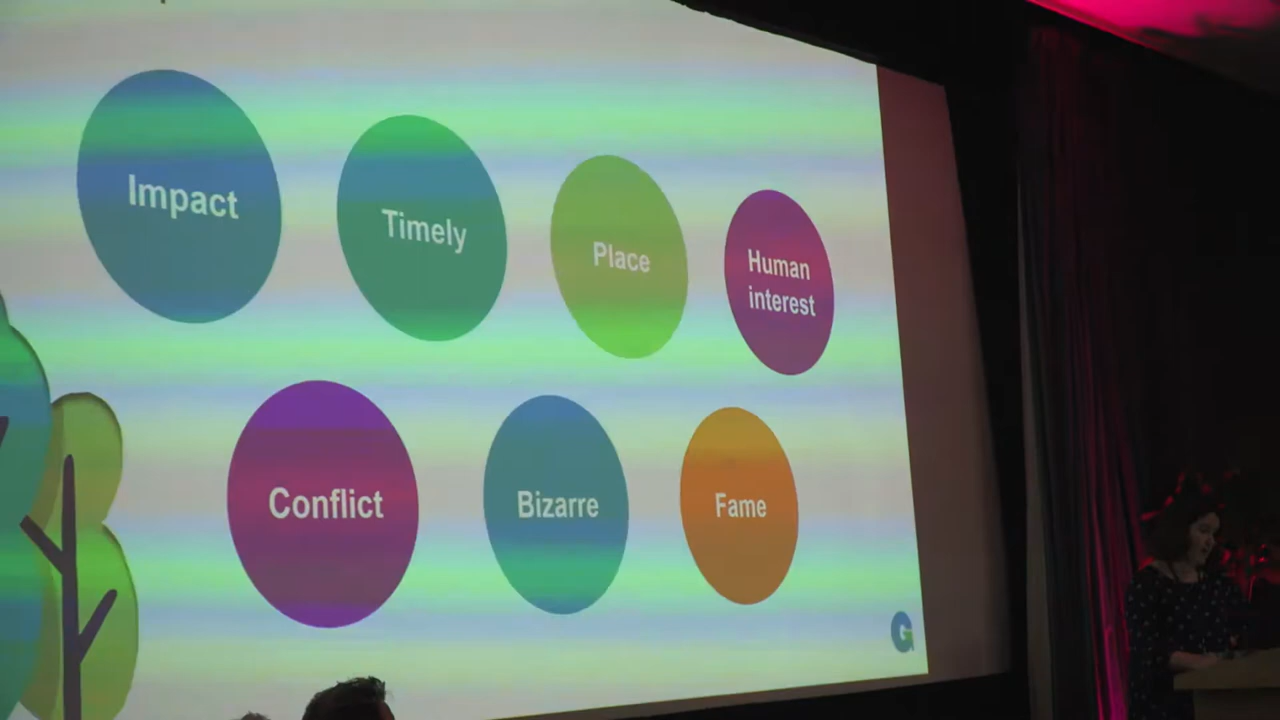 Impact
Timely
Place
Human
interest
Conflict
Bizarre
Fame
G